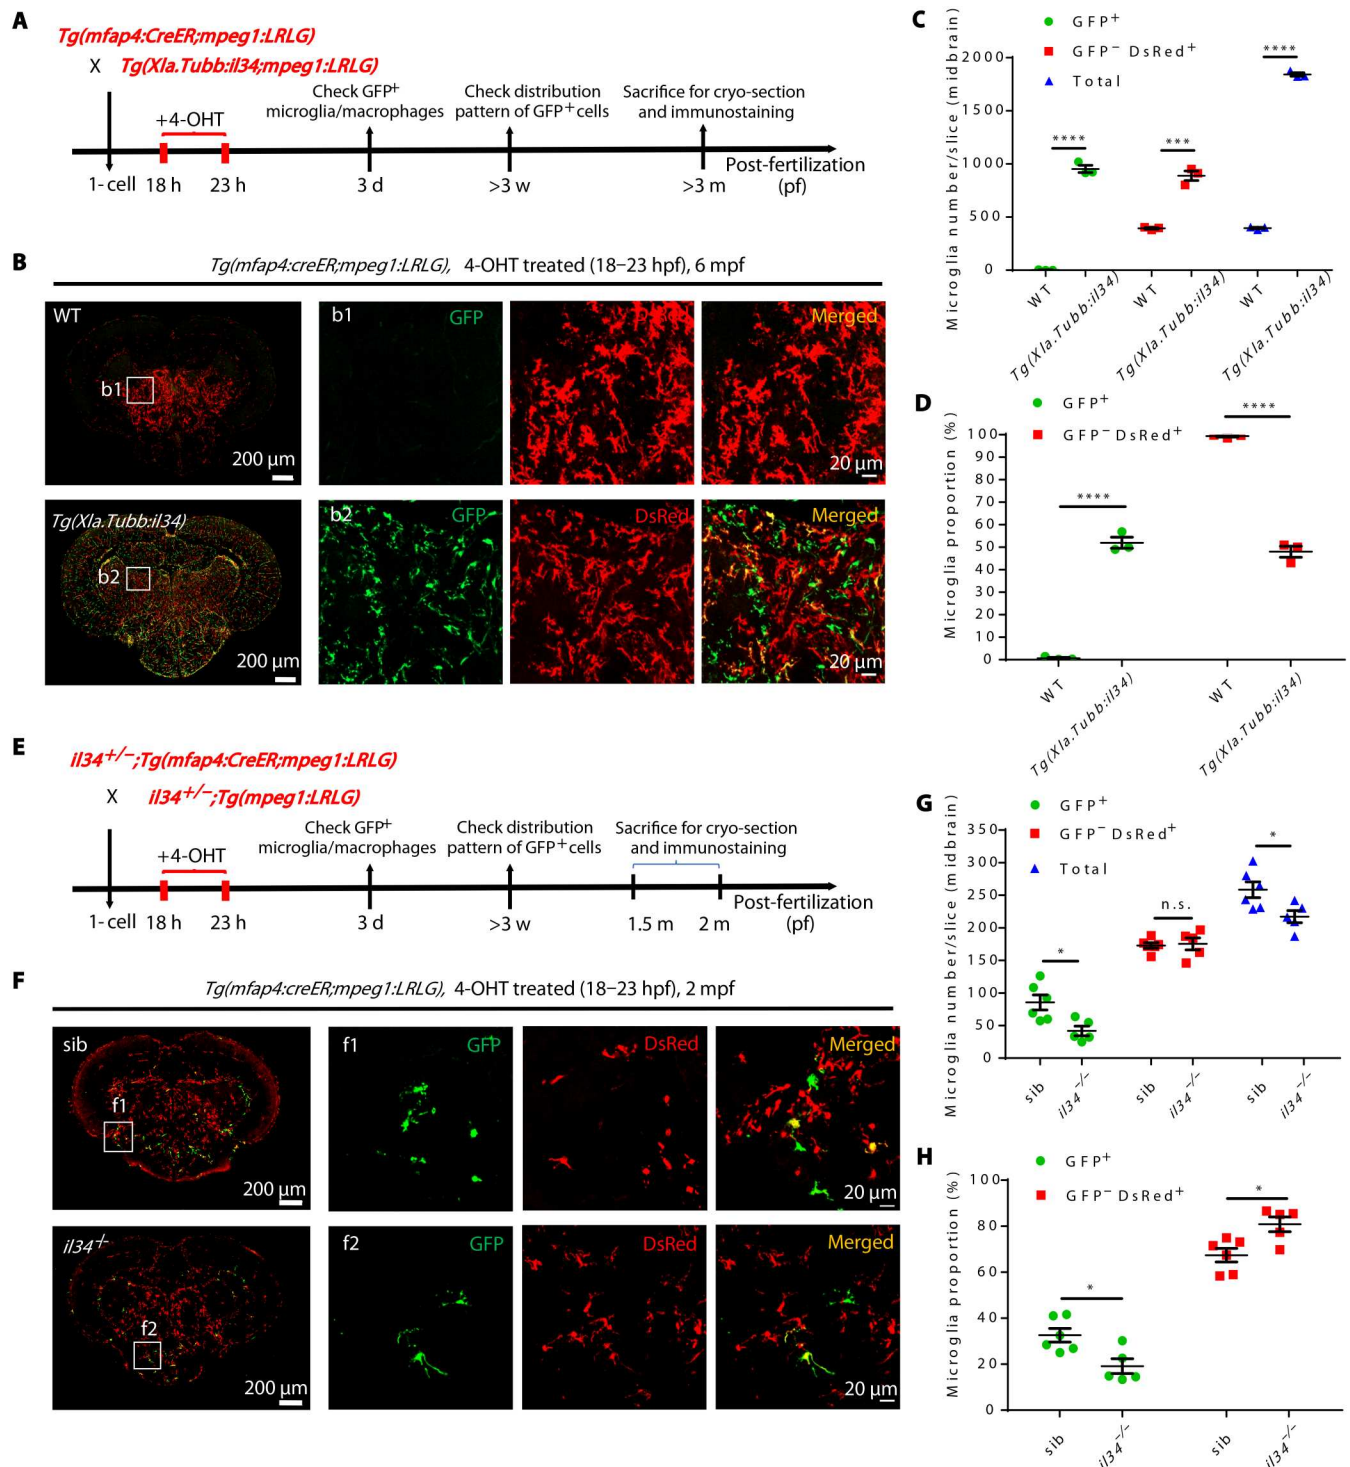 A
Tg(mfap4:CreER;mpeg1:LRLG)
X Tg(Xla.Tubb:il34;mpeg1:LRLG)
+4-OHT
Check GFP+
microglia/macrophages
Check distribution
pattern of GFP+ cells
Sacrifice for cryo-section
and immunostaining
1-cell 18 h 23 h 3 d >3 w >3 m
Post-fertilization
(pf)
B
Tg(mfap4:creER;mpeg1:LRLG), 4-OHT treated (18–23 hpf), 6 mpf
WT
b1
200 µm
b1 GFP
Merged
20 µm
Tg(Xla.Tubb:il34)
b2
200 µm
b2 GFP
DsRed
Merged
20 µm
C
GFP+
GFP− DsRed+
Total
Microglia number/slice (midbrain)
2000
1500
1000
500
0
****
***
****
WT
Tg(Xla.Tubb:il34)
WT
Tg(Xla.Tubb:il34)
WT
Tg(Xla.Tubb:il34)
D
GFP+
GFP− DsRed+
Microglia proportion (%)
100
90
80
70
60
50
40
30
20
10
0
****
****
WT
Tg(Xla.Tubb:il34)
WT
Tg(Xla.Tubb:il34)
E
il34+/−;Tg(mfap4:CreER;mpeg1:LRLG)
X il34+/−;Tg(mpeg1:LRLG)
+4-OHT
Check GFP+
microglia/macrophages
Check distribution
pattern of GFP+ cells
Sacrifice for cryo-section
and immunostaining
1-cell 18 h 23 h 3 d >3 w 1.5 m 2 m
Post-fertilization
(pf)
F
Tg(mfap4:creER;mpeg1:LRLG), 4-OHT treated (18–23 hpf), 2 mpf
sib
f1
200 µm
f1 GFP
DsRed
Merged
20 µm
il34−/−
f2
200 µm
f2 GFP
DsRed
Merged
20 µm
G
GFP+
GFP− DsRed+
Total
Microglia number/slice (midbrain)
350
300
250
200
150
100
50
0
*
n.s.
*
sib
il34−/−
sib
il34−/−
sib
il34−/−
H
GFP+
GFP− DsRed+
Microglia proportion (%)
100
80
60
40
20
0
*
*
sib
il34−/−
sib
il34−/−